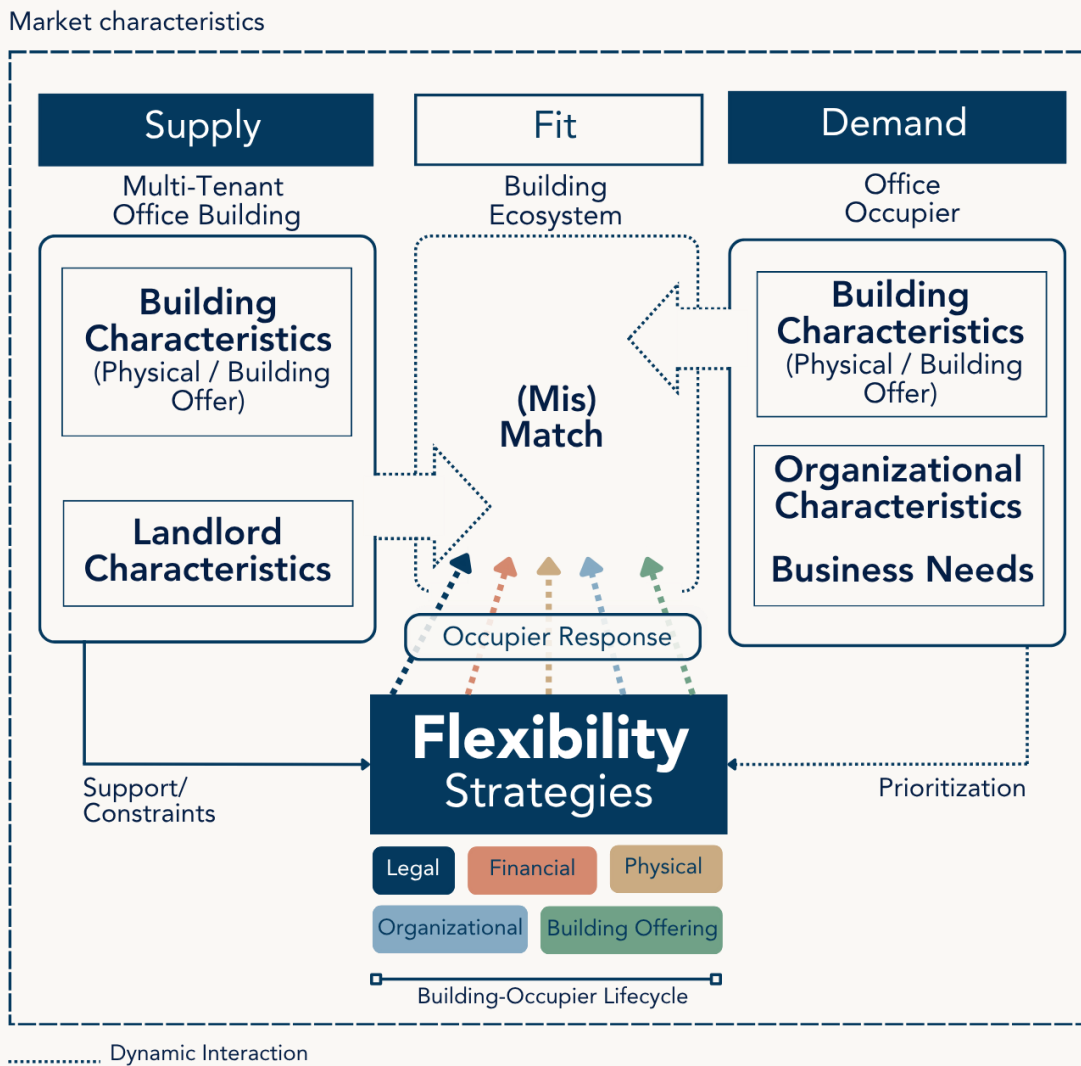 Market characteristics
Supply
Fit
Demand
Multi-Tenant
Office Building
Building
Ecosystem
Office
Occupier
Building
Characteristics
(Physical / Building
Offer)
Landlord
Characteristics
(Mis)
Match
Building
Characteristics
(Physical / Building
Offer)
Organizational
Characteristics
Business Needs
Occupier Response
Flexibility
Strategies
Support/
Constraints
Prioritization
Legal
Financial
Physical
Organizational
Building Offering
Building-Occupier Lifecycle
Dynamic Interaction